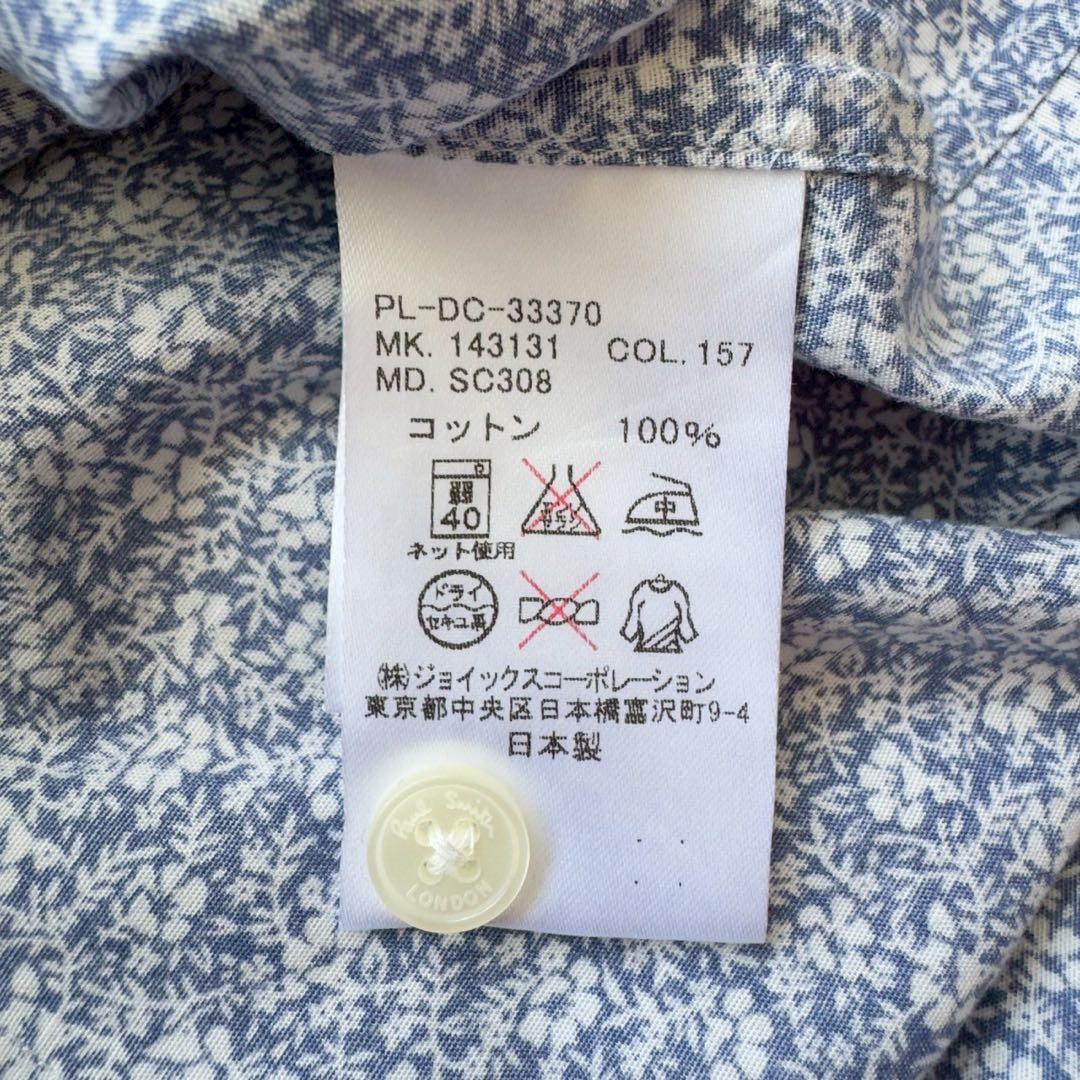 PL-DC-33370
MK. 143131 COL. 157
MD. SC308
コットン 100%
弱
40
中
ネット使用
ドライ
セキユ系
(株)ジョイックスコーポレーション
東京都中央区日本橋富沢町9-4
日本製
Paul Smith
LONDON